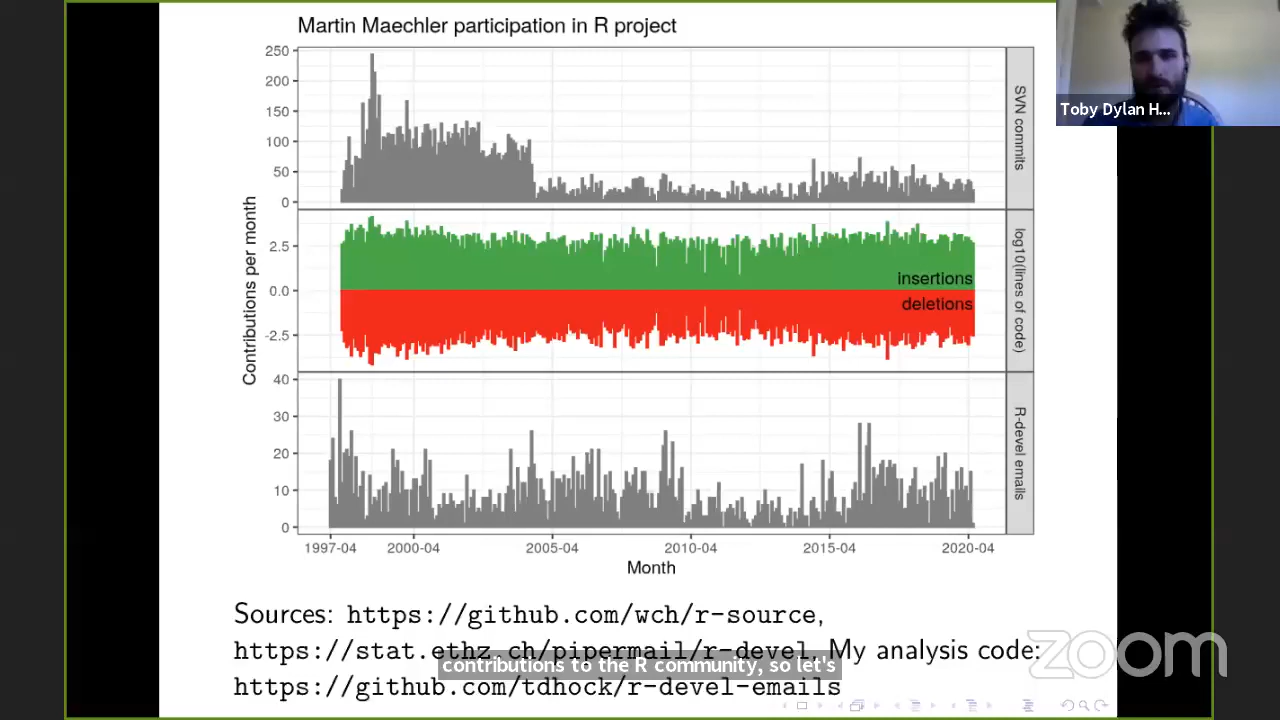 Martin Maechler participation in R project
Toby Dylan H...
Contributions per month
250
200
150
100
50
0
SVN commits
2.5
0.0
-2.5
insertions
deletions
log10(lines of code)
40
30
20
10
0
R-devel emails
1997-04 2000-04 2005-04 2010-04 2015-04 2020-04
Month
Sources: https://github.com/wch/r-source,
https://stat.ethz.ch/pipermail/r-devel, My analysis code:
contributions to the R community, so let's
https://github.com/tdhock/r-devel-emails
zoom